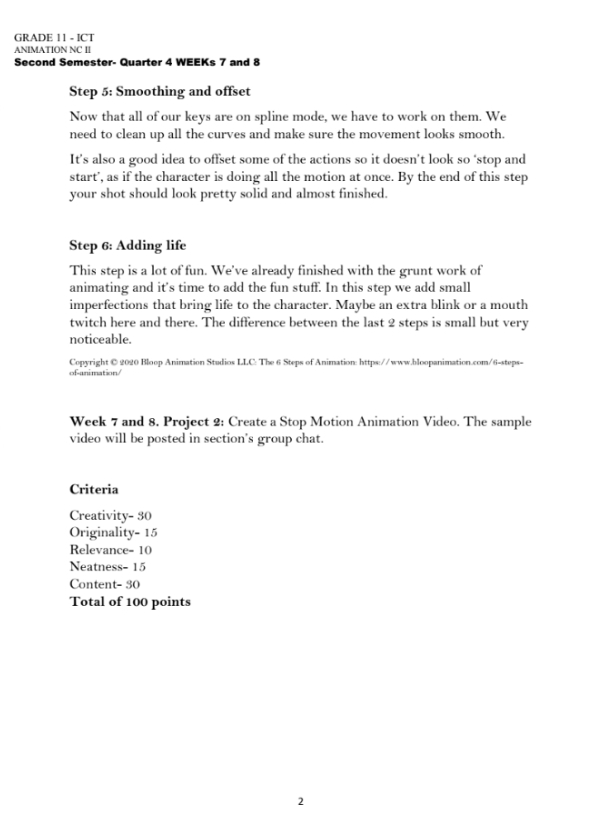 GRADE 11 - ICT
ANIMATION NC II
Second Semester- Quarter 4 WEEKs 7 and 8
Step 5: Smoothing and offset
Now that all of our keys are on spline mode, we have to work on them. We
need to clean up all the curves and make sure the movement looks smooth.
It's also a good idea to offset some of the actions so it doesn't look so 'stop and
start', as if the character is doing all the motion at once. By the end of this step
your shot should look pretty solid and almost finished.
Step 6: Adding life
This step is a lot of fun. We've already finished with the grunt work of
animating and it's time to add the fun stuff. In this step we add small
imperfections that bring life to the character. Maybe an extra blink or a mouth
twitch here and there. The difference between the last 2 steps is small but very
noticeable.
Copyright © 2020 Bloop Animation Studios LLC: The 6 Steps of Animation: https://www.bloopanimation.com/6-steps-
of-animation/
Week 7 and 8. Project 2: Create a Stop Motion Animation Video. The sample
video will be posted in section's group chat.
Criteria
Creativity- 30
Originality- 15
Relevance- 10
Neatness- 15
Content- 30
Total of 100 points
2